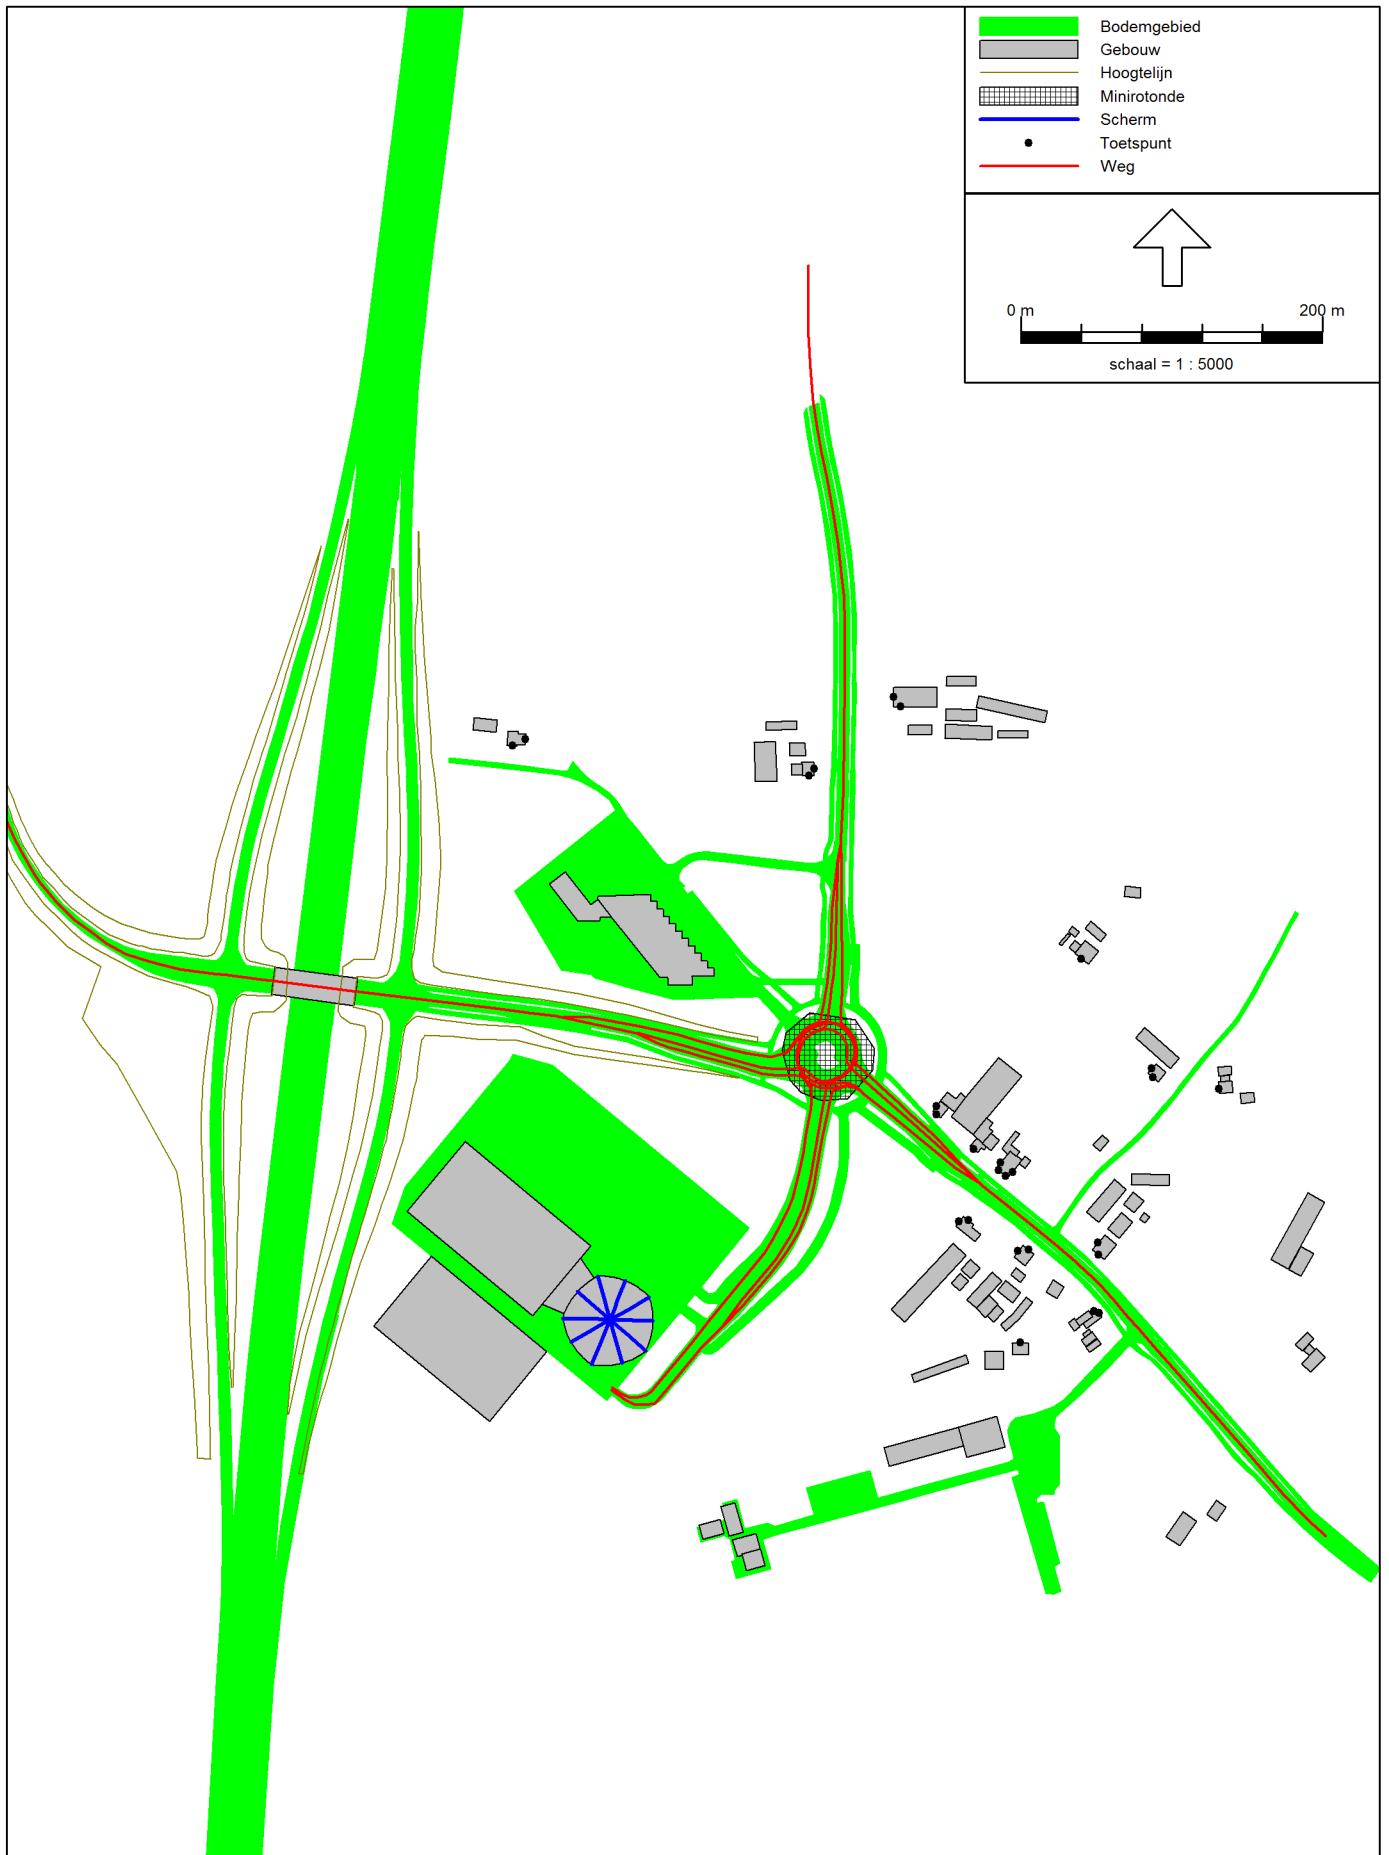 Bodemgebied
Gebouw
Hoogtelijn
Minirotonde
Scherm
Toetspunt
Weg
0 m 200 m
schaal = 1 : 5000